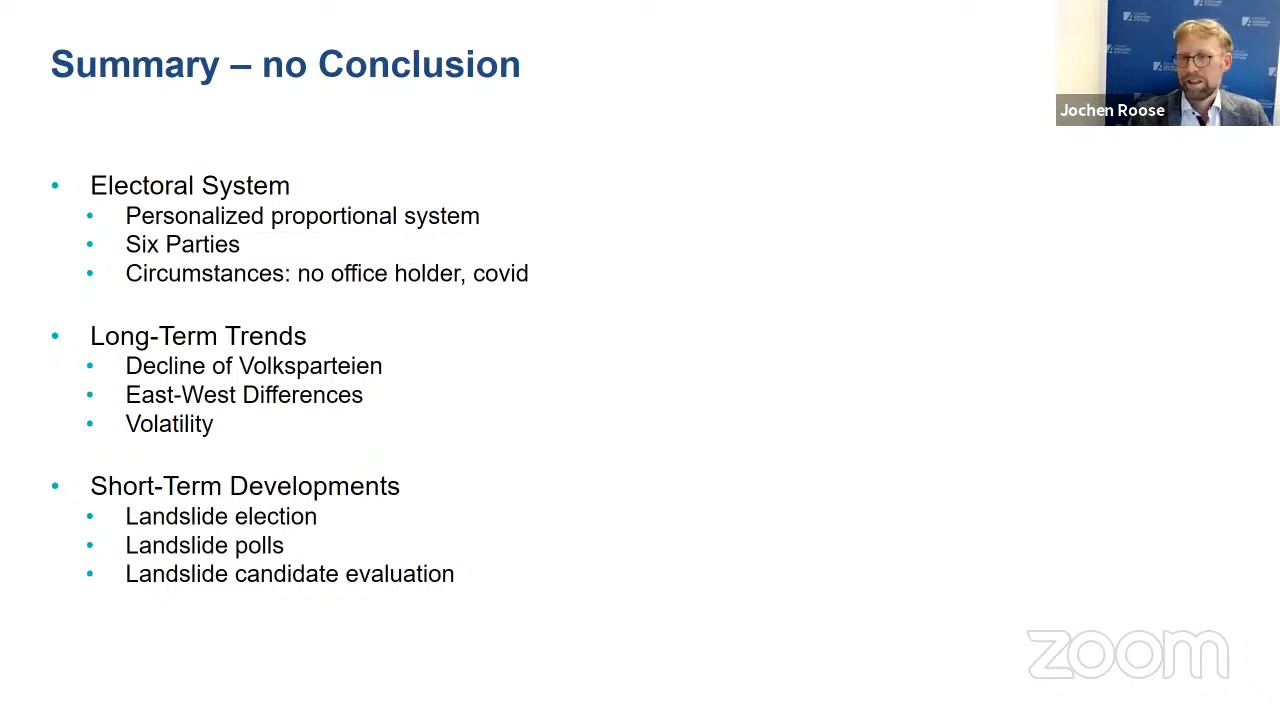 Summary – no Conclusion
Jochen Roose
• Electoral System
• Personalized proportional system
• Six Parties
• Circumstances: no office holder, covid
• Long-Term Trends
• Decline of Volksparteien
• East-West Differences
• Volatility
• Short-Term Developments
• Landslide election
• Landslide polls
• Landslide candidate evaluation
zoom